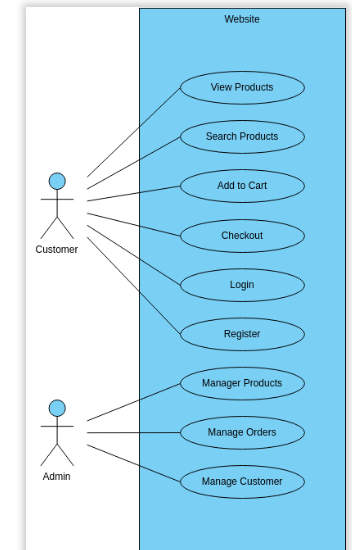 Website
View Products
Search Products
Add to Cart
Checkout
Customer
Login
Register
Manager Products
Manage Orders
Admin
Manage Customer